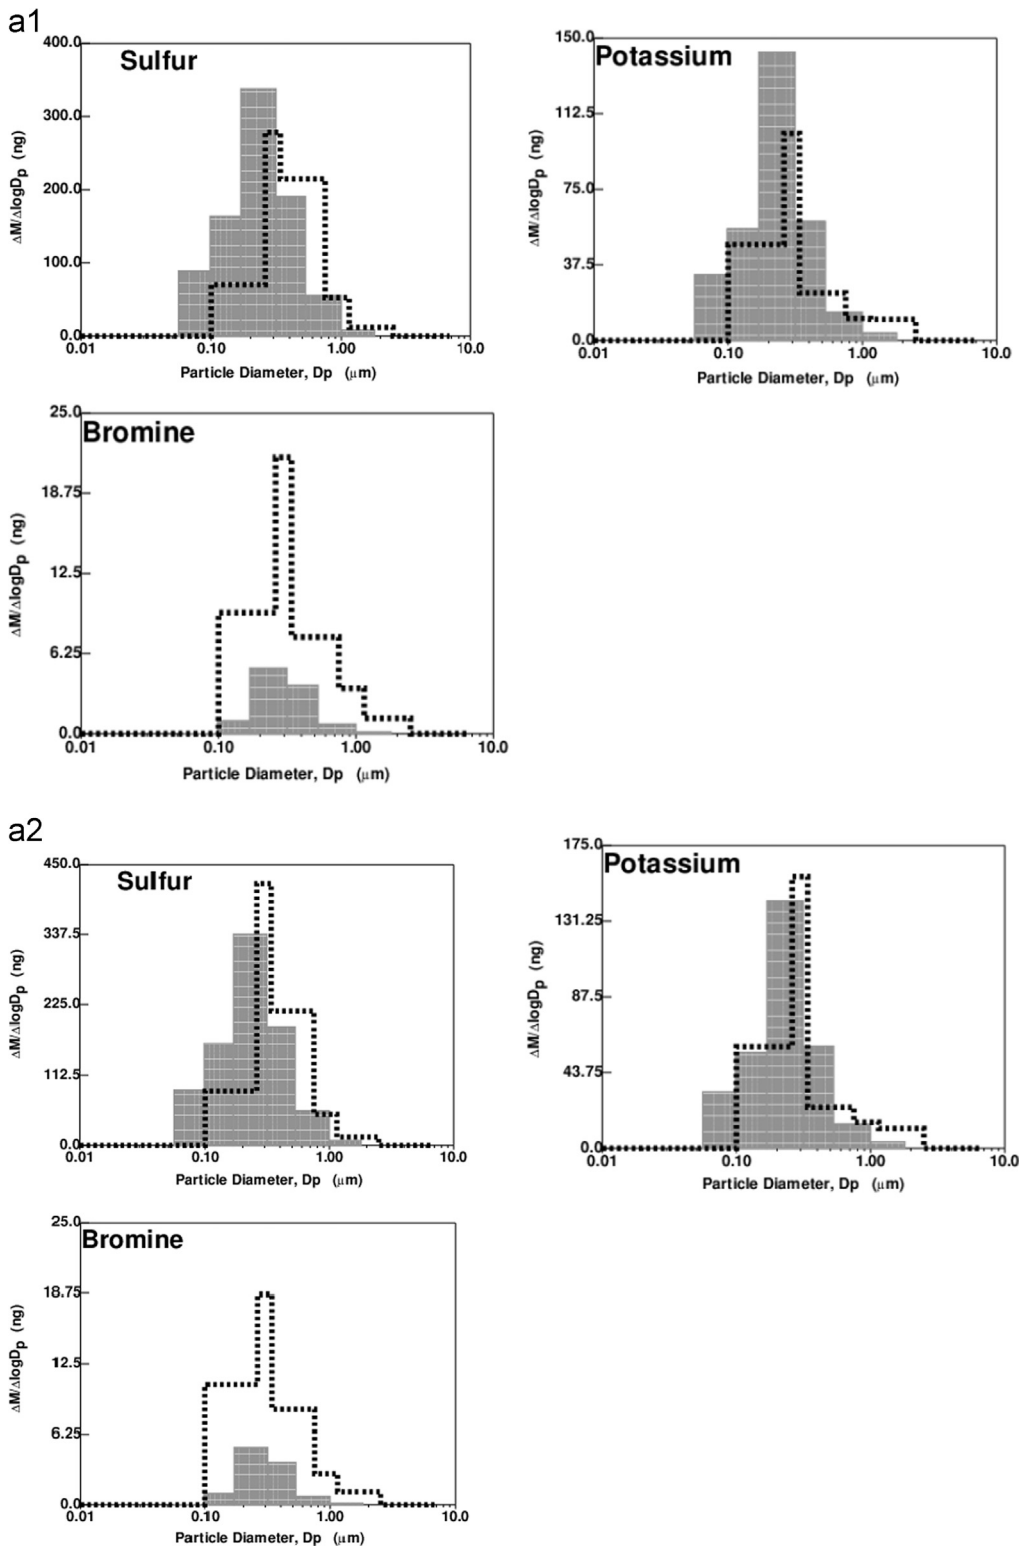 a1
Sulfur
400.0
300.0
200.0
100.0
0.0
0.01
0.10
1.00
10.0
ΔM/ΔlogDp (ng)
Particle Diameter, Dp (μm)
Potassium
150.0
112.5
75.0
37.5
0.0
0.01
0.10
1.00
10.0
ΔM/ΔlogDp (ng)
Particle Diameter, Dp (μm)
Bromine
25.0
18.75
12.5
6.25
0.0
0.01
0.10
1.00
10.0
ΔM/ΔlogDp (ng)
Particle Diameter, Dp (μm)
a2
Sulfur
450.0
337.5
225.0
112.5
0.0
0.01
0.10
1.00
10.0
ΔM/ΔlogDp (ng)
Particle Diameter, Dp (μm)
Potassium
175.0
131.25
87.5
43.75
0.0
0.01
0.10
1.00
10.0
ΔM/ΔlogDp (ng)
Particle Diameter, Dp (μm)
Bromine
25.0
18.75
12.5
6.25
0.0
0.01
0.10
1.00
10.0
ΔM/ΔlogDp (ng)
Particle Diameter, Dp (μm)